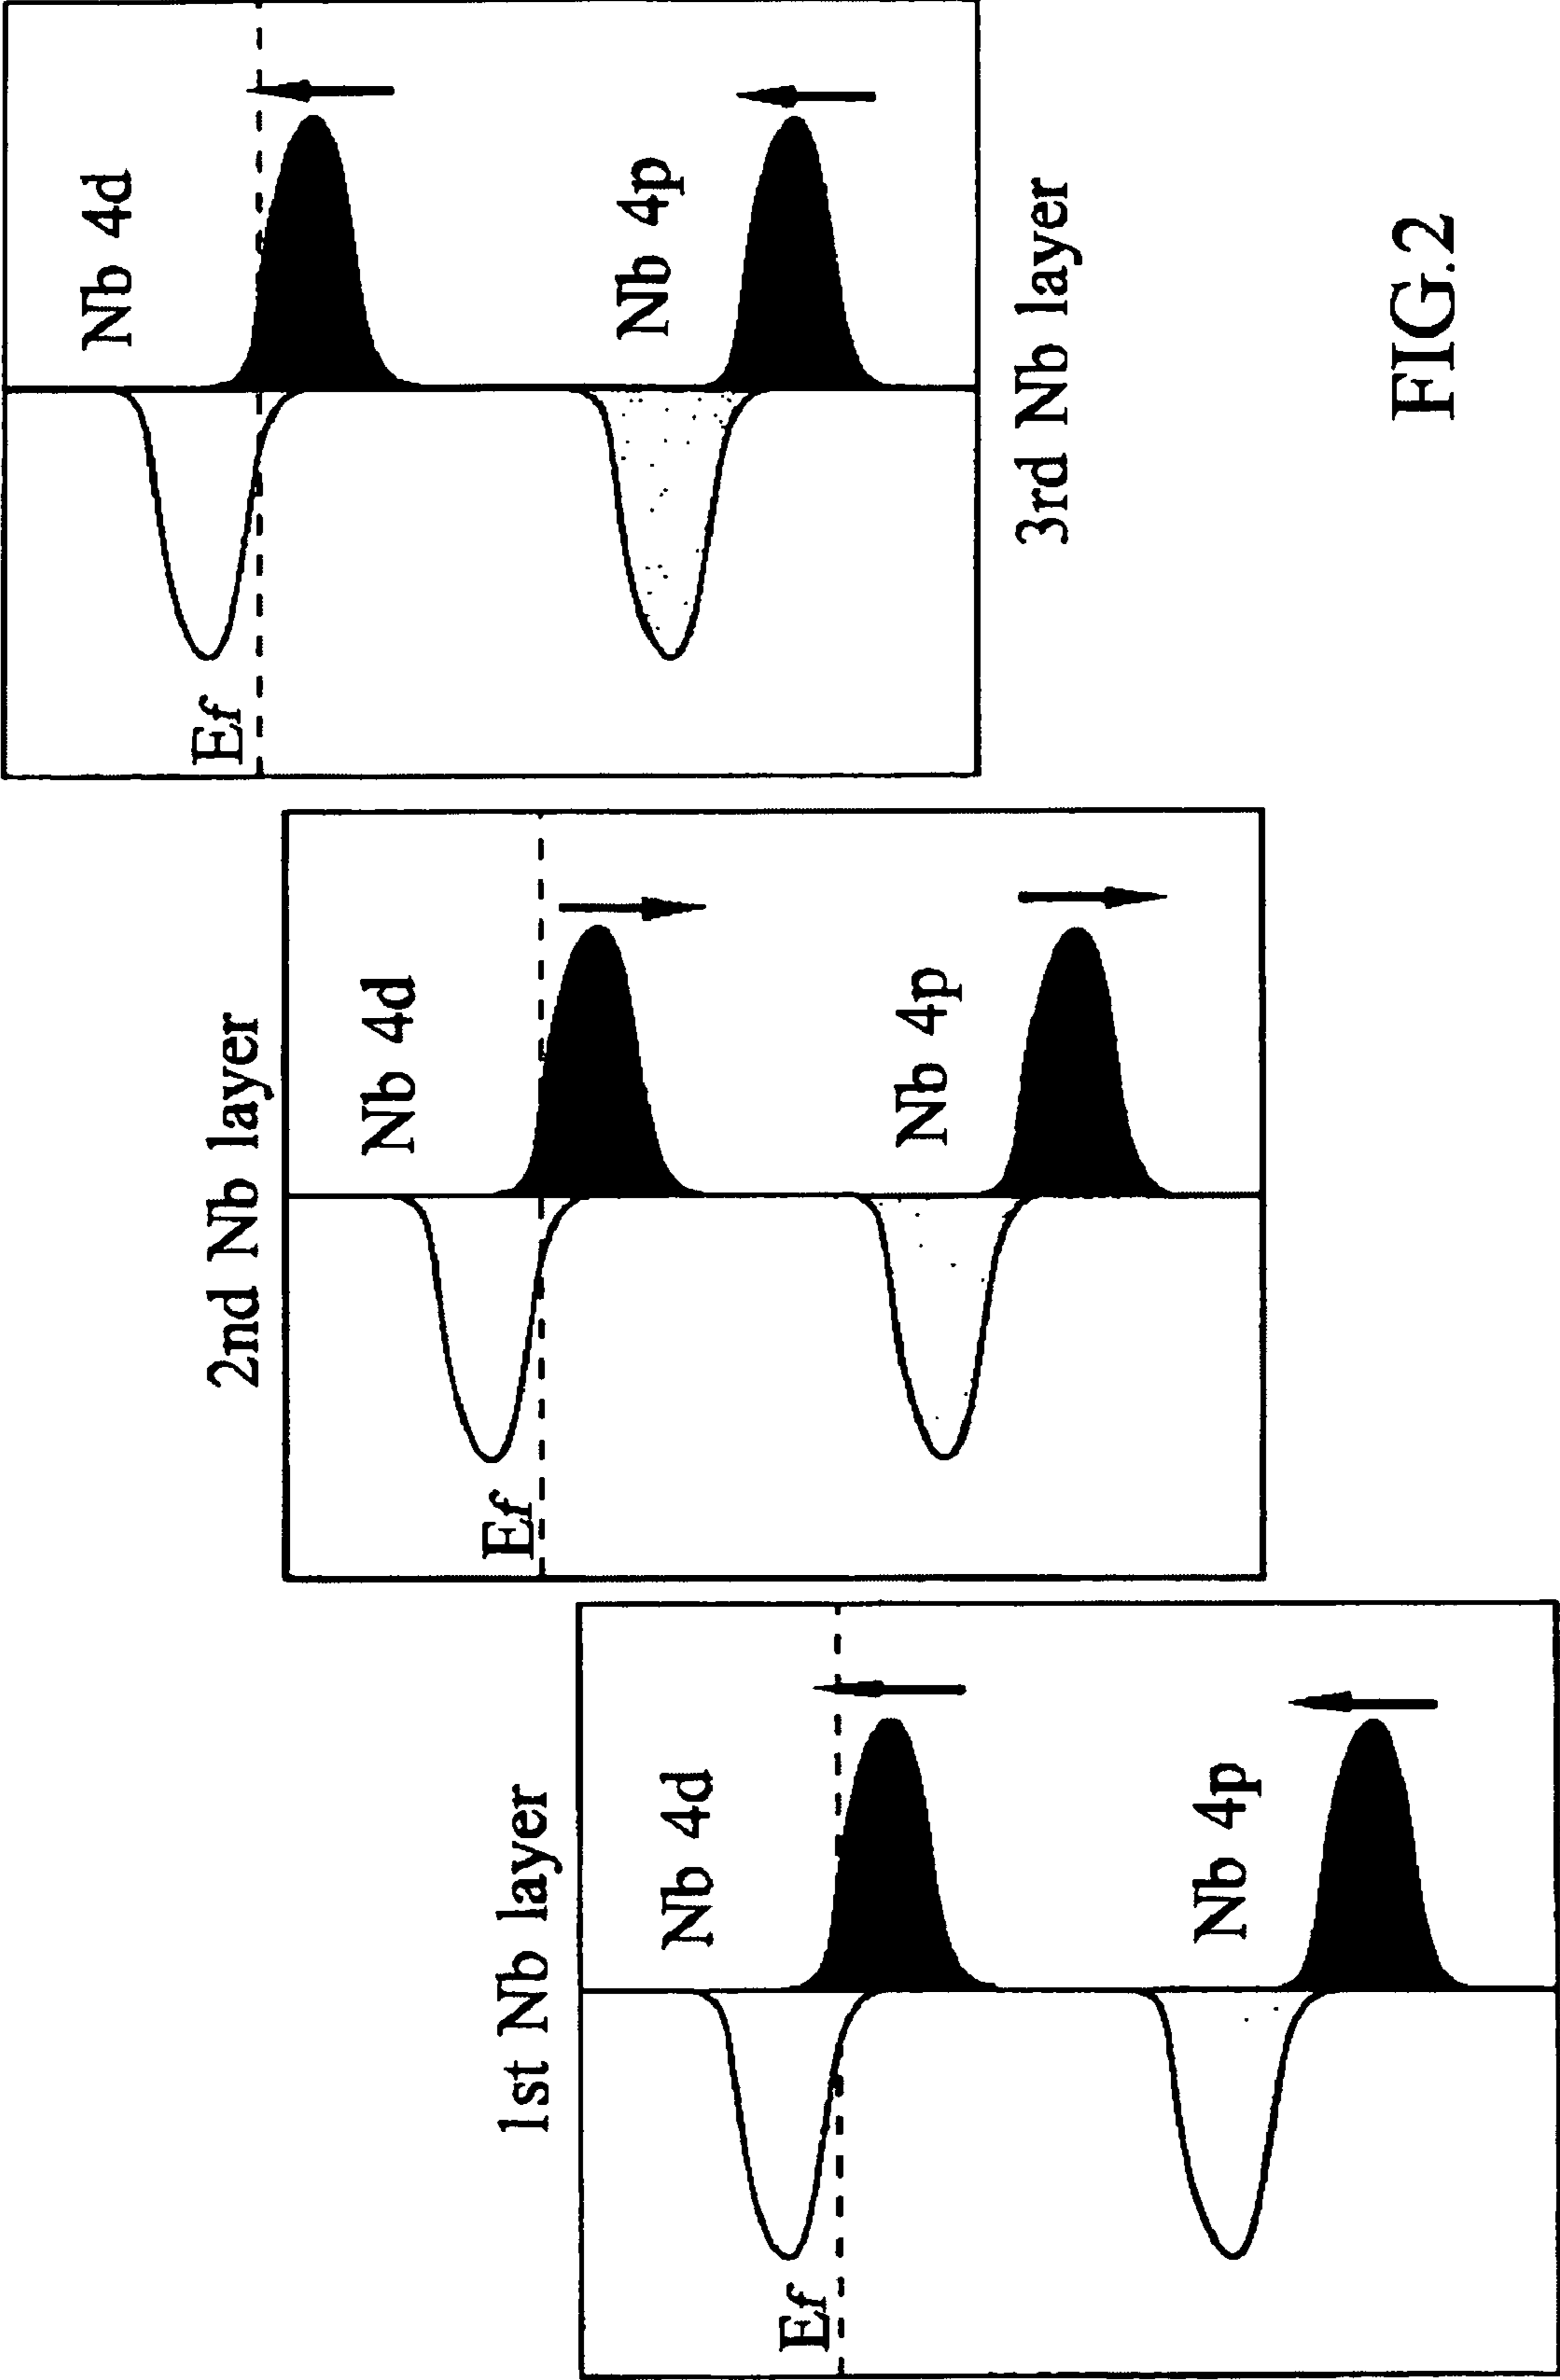 1st Nb layer
Nb 4d
Ef
Nb 4p
2nd Nb layer
Nb 4d
Ef
Nb 4p
Nb 4d
Ef
Nb 4p
3rd Nb layer
FIG.2